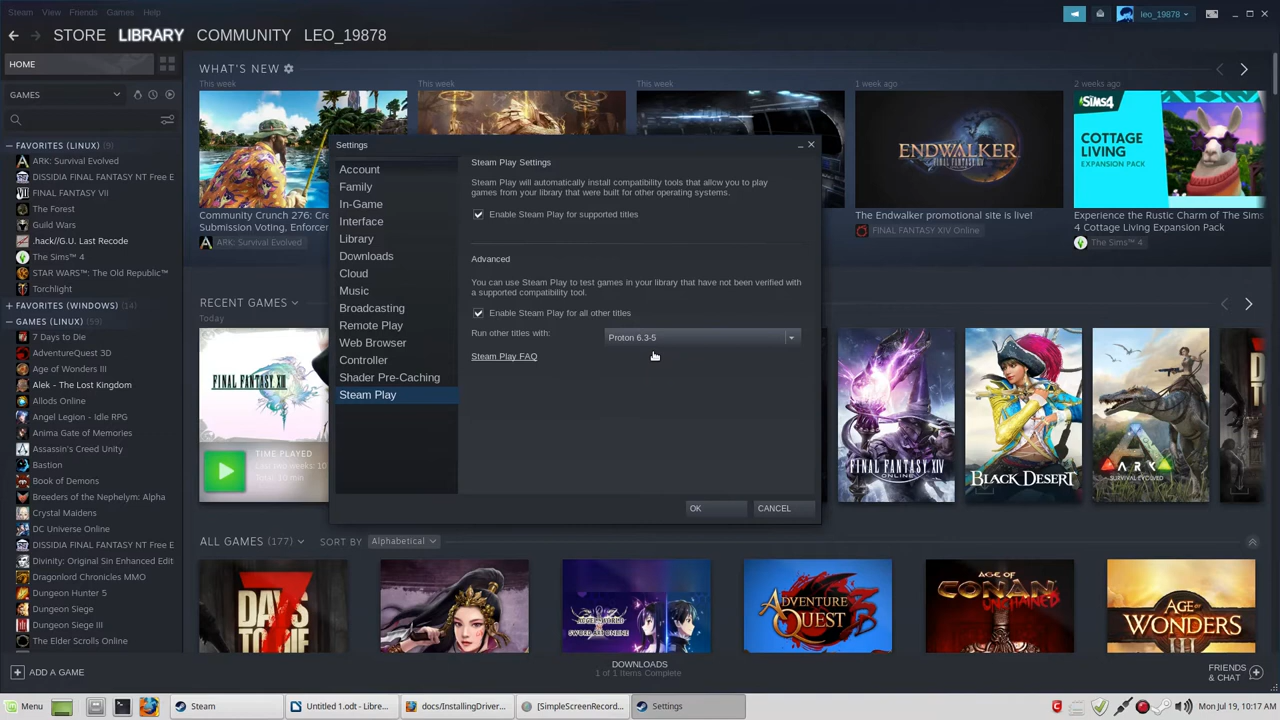 Steam View Friends Games Help
leo_19878
STORE LIBRARY COMMUNITY LEO_19878
HOME
GAMES
FAVORITES (LINUX) (9)
ARK: Survival Evolved
DISSIDIA FINAL FANTASY NT Free E
FINAL FANTASY VII
The Forest
Guild Wars
.hack//G.U. Last Recode
The Sims™ 4
STAR WARS™: The Old Republic™
Torchlight
FAVORITES (WINDOWS) (14)
GAMES (LINUX) (59)
7 Days to Die
AdventureQuest 3D
Age of Wonders III
Alek - The Lost Kingdom
Allods Online
Angel Legion - Idle RPG
Anima Gate of Memories
Assassin's Creed Unity
Bastion
Book of Demons
Breeders of the Nephelym: Alpha
Crystal Maidens
DC Universe Online
DISSIDIA FINAL FANTASY NT Free E
Divinity: Original Sin Enhanced Edit
Dragonlord Chronicles MMO
Dungeon Hunter 5
Dungeon Siege
Dungeon Siege III
The Elder Scrolls Online
ADD A GAME
WHAT'S NEW
This week
This week
This week
1 week ago
2 weeks ago
ENDWALKER
FINAL FANTASY XIV
SIMS4
COTTAGE
LIVING
EXPANSION PACK
Community Crunch 276: Cre
Submission Voting, Enforcer
ARK: Survival Evolved
The Endwalker promotional site is live!
FINAL FANTASY XIV Online
Experience the Rustic Charm of The Sims
4 Cottage Living Expansion Pack
The Sims™ 4
Settings
Account
Family
In-Game
Interface
Library
Downloads
Cloud
Music
Broadcasting
Remote Play
Web Browser
Controller
Shader Pre-Caching
Steam Play
Steam Play Settings
Steam Play will automatically install compatibility tools that allow you to play
games from your library that were built for other operating systems.
Enable Steam Play for supported titles
Advanced
You can use Steam Play to test games in your library that have not been verified with
a supported compatibility tool.
Enable Steam Play for all other titles
Run other titles with:
Proton 6.3-5
Steam Play FAQ
OK
CANCEL
RECENT GAMES
Today
FINAL FANTASY XIII
TIME PLAYED
Last two weeks: 10
Total: 10 min
FINAL FANTASY XIV
ONLINE
BLACK DESERT
ARK
SURVIVAL EVOLVED
ALL GAMES (177)
SORT BY Alphabetical
7
DAYS
TO DIE
SWORD
ONLINE
ADVENTURE
QUEST 3D
AGE OF
CONAN
UNCHAINED
AGE OF
WONDERS
III
DOWNLOADS
1 of 1 Items Complete
FRIENDS
& CHAT
Menu
Steam
Untitled 1.odt - Libre...
docs/InstallingDriver...
[SimpleScreenRecord...
Settings
Mon Jul 19, 10:17 AM